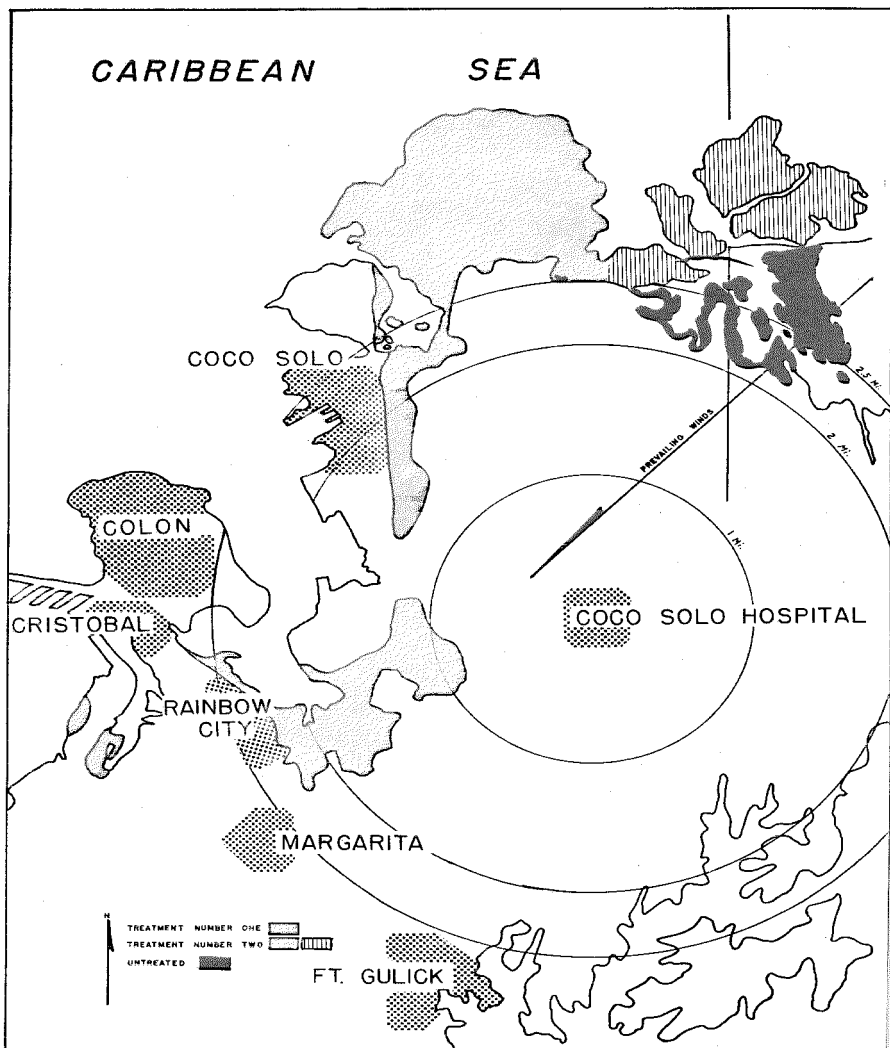 CARIBBEAN SEA
COCO SOLO
2.5 Mi.
2 Mi.
PREVAILING WINDS
COLON
1 Mi.
CRISTOBAL
COCO SOLO HOSPITAL
RAINBOW
CITY
MARGARITA
N
TREATMENT NUMBER ONE
TREATMENT NUMBER TWO
UNTREATED
FT. GULICK